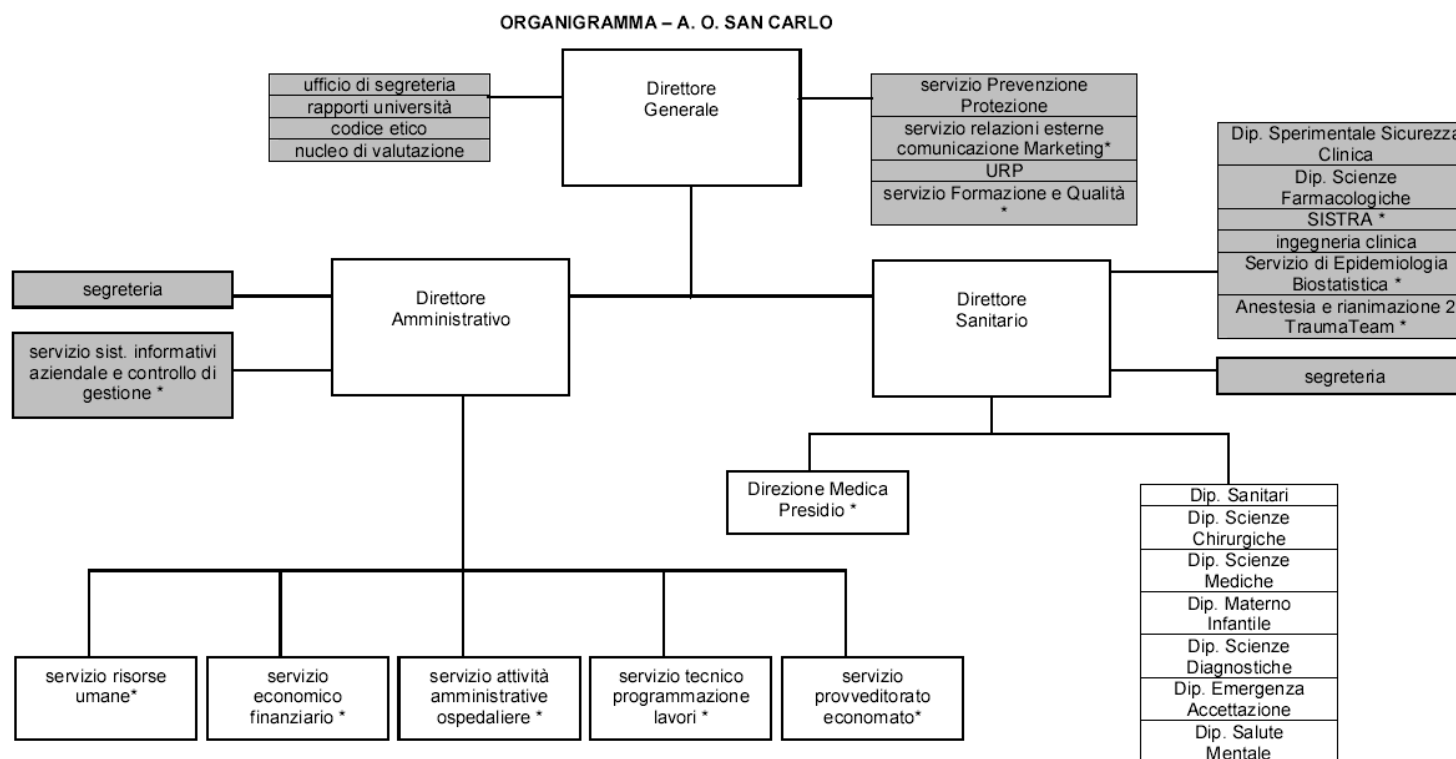 ORGANIGRAMMA – A. O. SAN CARLO
Direttore
Generale
ufficio di segreteria
rapporti università
codice etico
nucleo di valutazione
servizio Prevenzione
Protezione
servizio relazioni esterne
comunicazione Marketing*
URP
servizio Formazione e Qualità
*
Dip. Sperimentale Sicurezza
Clinica
Dip. Scienze
Farmacologiche
SISTRA *
ingegneria clinica
Servizio di Epidemiologia
Biostatistica *
Anestesia e rianimazione 2
TraumaTeam *
segreteria
Direttore
Amministrativo
Direttore
Sanitario
servizio sist. informativi
aziendale e controllo di
gestione *
segreteria
Direzione Medica
Presidio *
Dip. Sanitari
Dip. Scienze
Chirurgiche
Dip. Scienze
Mediche
Dip. Materno
Infantile
Dip. Scienze
Diagnostiche
Dip. Emergenza
Accettazione
Dip. Salute
Mentale
servizio risorse
umane*
servizio
economico
finanziario *
servizio attività
amministrative
ospedaliere *
servizio tecnico
programmazione
lavori *
servizio
provveditorato
economato*